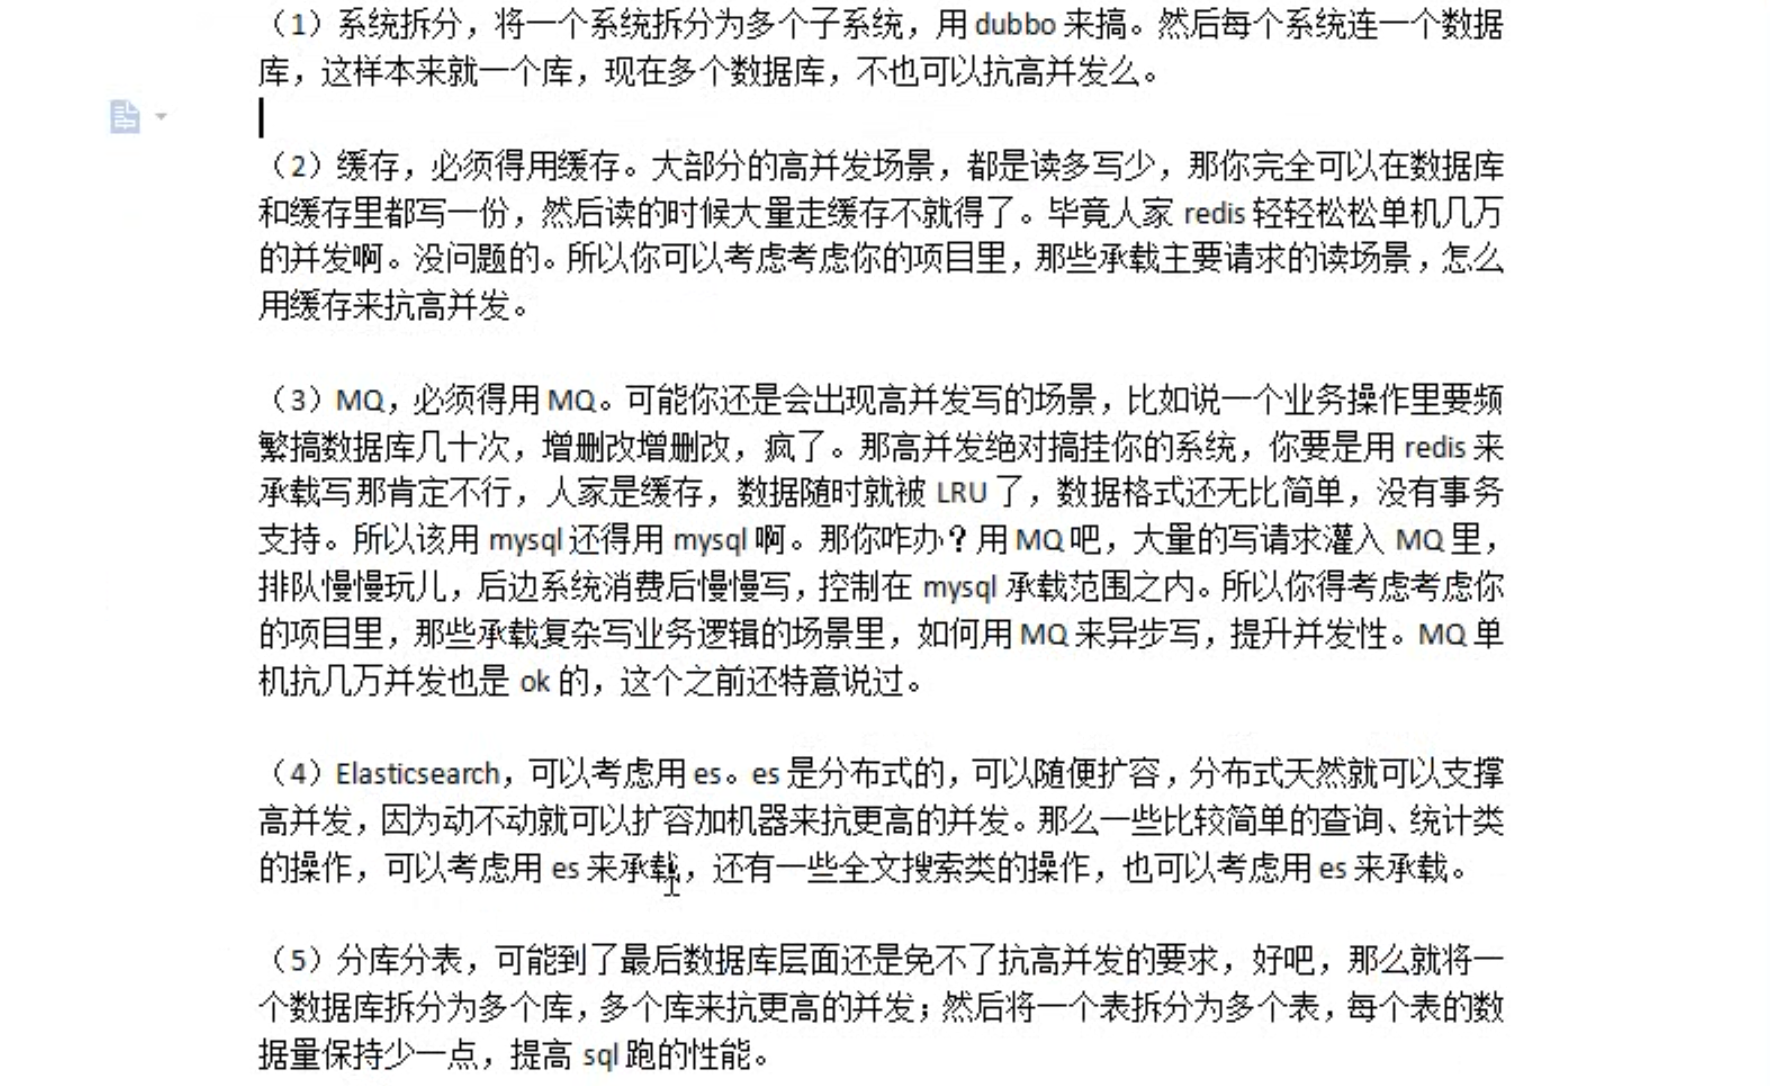 （1）系统拆分，将一个系统拆分为多个子系统，用 dubbo 来搞。然后每个系统连一个数据
库，这样本来就一个库，现在多个数据库，不也可以抗高并发么。
（2）缓存，必须得用缓存。大部分的高并发场景，都是读多写少，那你完全可以在数据库
和缓存里都写一份，然后读的时候大量走缓存不就得了。毕竟人家 redis 轻轻松松单机几万
的并发啊。没问题的。所以你可以考虑考虑你的项目里，那些承载主要请求的读场景，怎么
用缓存来抗高并发。
（3）MQ，必须得用 MQ。可能你还是会出现高并发写的场景，比如说一个业务操作里要频
繁搞数据库几十次，增删改增删改，疯了。那高并发绝对搞挂你的系统，你要是用 redis 来
承载写那肯定不行，人家是缓存，数据随时就被 LRU 了，数据格式还无比简单，没有事务
支持。所以该用 mysql 还得用 mysql 啊。那你咋办？用 MQ 吧，大量的写请求灌入 MQ 里，
排队慢慢玩儿，后边系统消费后慢慢写，控制在 mysql 承载范围之内。所以你得考虑考虑你
的项目里，那些承载复杂写业务逻辑的场景里，如何用 MQ 来异步写，提升并发性。MQ 单
机抗几万并发也是 ok 的，这个之前还特意说过。
（4）Elasticsearch，可以考虑用 es。es 是分布式的，可以随便扩容，分布式天然就可以支撑
高并发，因为动不动就可以扩容加机器来抗更高的并发。那么一些比较简单的查询、统计类
的操作，可以考虑用 es 来承载，还有一些全文搜索类的操作，也可以考虑用 es 来承载。
（5）分库分表，可能到了最后数据库层面还是免不了抗高并发的要求，好吧，那么就将一
个数据库拆分为多个库，多个库来抗更高的并发；然后将一个表拆分为多个表，每个表的数
据量保持少一点，提高 sql 跑的性能。